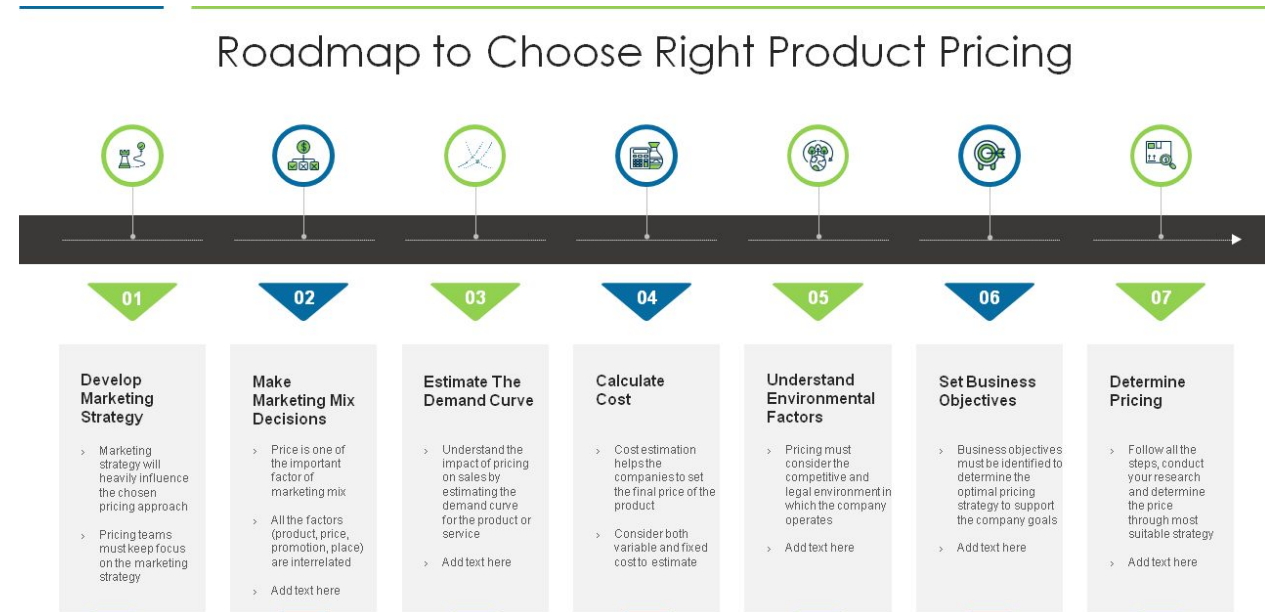 Roadmap to Choose Right Product Pricing
01
02
03
04
05
06
07
Develop
Marketing
Strategy
› Marketing
strategy will
heavily influence
the chosen
pricing approach
› Pricing teams
must keep focus
on the marketing
strategy
Make
Marketing Mix
Decisions
› Price is one of
the important
factor of
marketing mix
› All the factors
(product, price,
promotion, place)
are interrelated
› Add text here
Estimate The
Demand Curve
› Understand the
impact of pricing
on sales by
estimating the
demand curve
for the product or
service
› Add text here
Calculate
Cost
› Cost estimation
helps the
companies to set
the final price of the
product
› Consider both
variable and fixed
cost to estimate
Understand
Environmental
Factors
› Pricing must
consider the
competitive and
legal environment in
which the company
operates
› Add text here
Set Business
Objectives
› Business objectives
must be identified to
determine the
optimal pricing
strategy to support
the company goals
› Add text here
Determine
Pricing
› Follow all the
steps, conduct
your research
and determine
the price
through most
suitable strategy
› Add text here